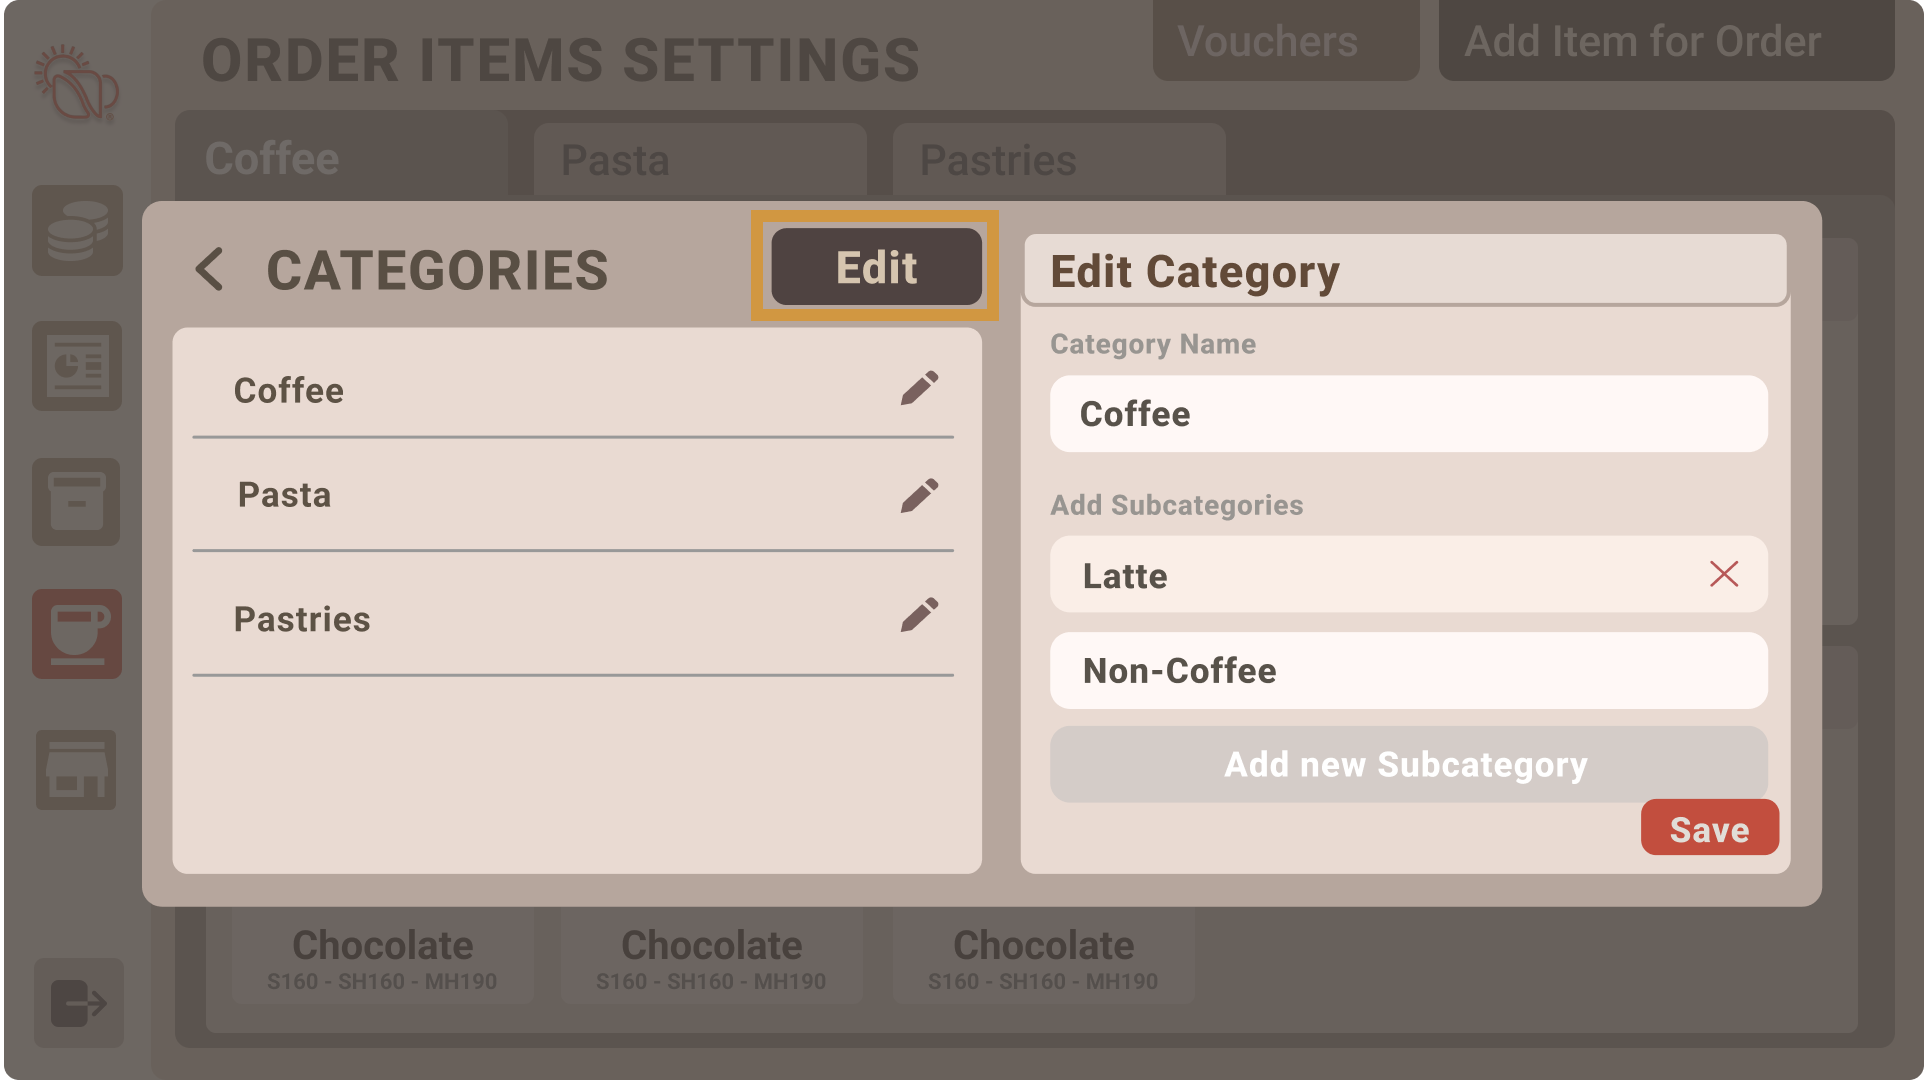 ORDER ITEMS SETTINGS
Vouchers
Add Item for Order
Coffee
Pasta
Pastries
CATEGORIES
Edit
Coffee
Pasta
Pastries
Edit Category
Category Name
Coffee
Add Subcategories
Latte
Non-Coffee
Add new Subcategory
Save
Chocolate
S160 - SH160 - MH190
Chocolate
S160 - SH160 - MH190
Chocolate
S160 - SH160 - MH190